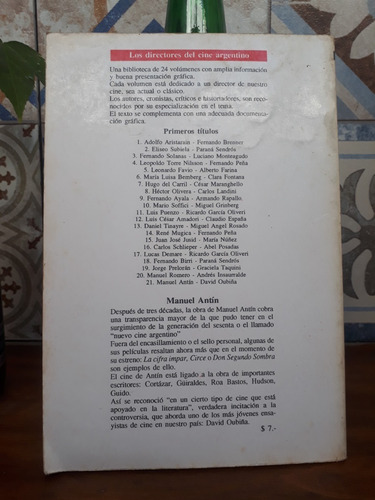 Los directores del cine argentino
Una biblioteca de 24 volúmenes con amplia información
y buena presentación gráfica.
Cada volumen está dedicado a un director de nuestro
cine, sea actual o clásico.
Los autores, cronistas, críticos e historiadores, son reco-
nocidos por su especialización en el tema.
El texto se complementa con una adecuada documenta-
ción gráfica.
Primeros títulos
1. Adolfo Aristarain - Fernando Brenner
2. Eliseo Subiela - Paraná Sendrós
3. Fernando Solanas - Luciano Monteagudo
4. Leopoldo Torre Nilsson - Fernando Peña
5. Leonardo Favio - Alberto Farina
6. María Luisa Bemberg - Clara Fontana
7. Hugo del Carril - César Maranghello
8. Héctor Olivera - Carlos Landini
9. Fernando Ayala - Armando Rapallo
10. Mario Soffici - Miguel Grinberg
11. Luis Puenzo - Ricardo García Oliveri
12. Luis César Amadori - Claudio España
13. Daniel Tinayre - Miguel Angel Rosado
14. René Mugica - Fernando Peña
15. Juan José Jusid - María Núñez
16. Carlos Schlieper - Abel Posadas
17. Lucas Demare - Ricardo García Oliveri
18. Fernando Birri - Paraná Sendrós
19. Jorge Prelorán - Graciela Taquini
20. Manuel Romero - Andrés Insaurralde
21. Manuel Antín - David Oubiña
Manuel Antín
Después de tres décadas, la obra de Manuel Antín cobra
una transparencia mayor de la que pudo tener en el
surgimiento de la generación del sesenta o el llamado
"nuevo cine argentino"
Fuera del encasillamiento o el sello personal, algunas de
sus películas resaltan ahora más que en el momento de
su estreno: La cifra impar, Circe o Don Segundo Sombra
son ejemplos de ello.
El cine de Antín está ligado a la obra de importantes
escritores: Cortázar, Güiraldes, Roa Bastos, Hudson,
Guido.
Así se reconoció "en un cierto tipo de cine que está
apoyado en la literatura", verdadera incitación a la
controversia, que aborda uno de los más jóvenes ensa-
yistas de cine en nuestro país: David Oubiña.
$ 7.-